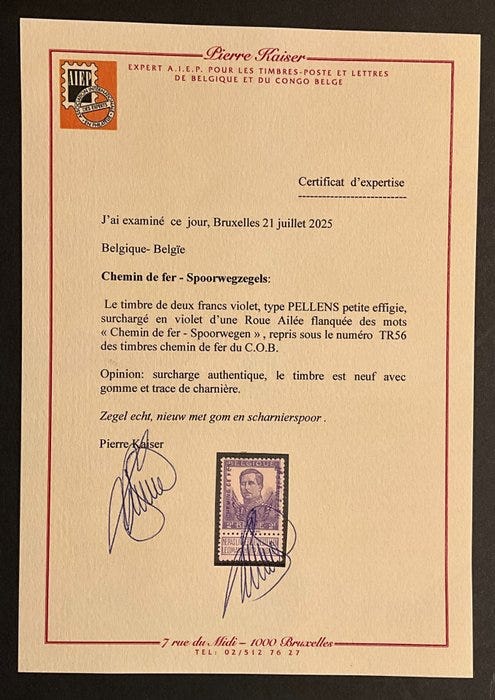 Pierre Kaiser
EXPERT A.I.E.P. POUR LES TIMBRES-POSTE ET LETTRES
DE BELGIQUE ET DU CONGO BELGE
AIEP
Certificat d'expertise
J'ai examiné ce jour, Bruxelles 21 juillet 2025
Belgique- Belgïe
Chemin de fer - Spoorwegzegels:
Le timbre de deux francs violet, type PELLENS petite effigie,
surchargé en violet d'une Roue Ailée flanquée des mots
« Chemin de fer - Spoorwegen » , repris sous le numéro TR56
des timbres chemin de fer du C.O.B.
Opinion: surcharge authentique, le timbre est neuf avec
gomme et trace de charnière.
Zegel echt, nieuw met gom en scharnierspoor .
Pierre Kaiser
BELGIQUE
7 rue du Midi – 1000 Bruxelles
TEL: 02/512 76 27